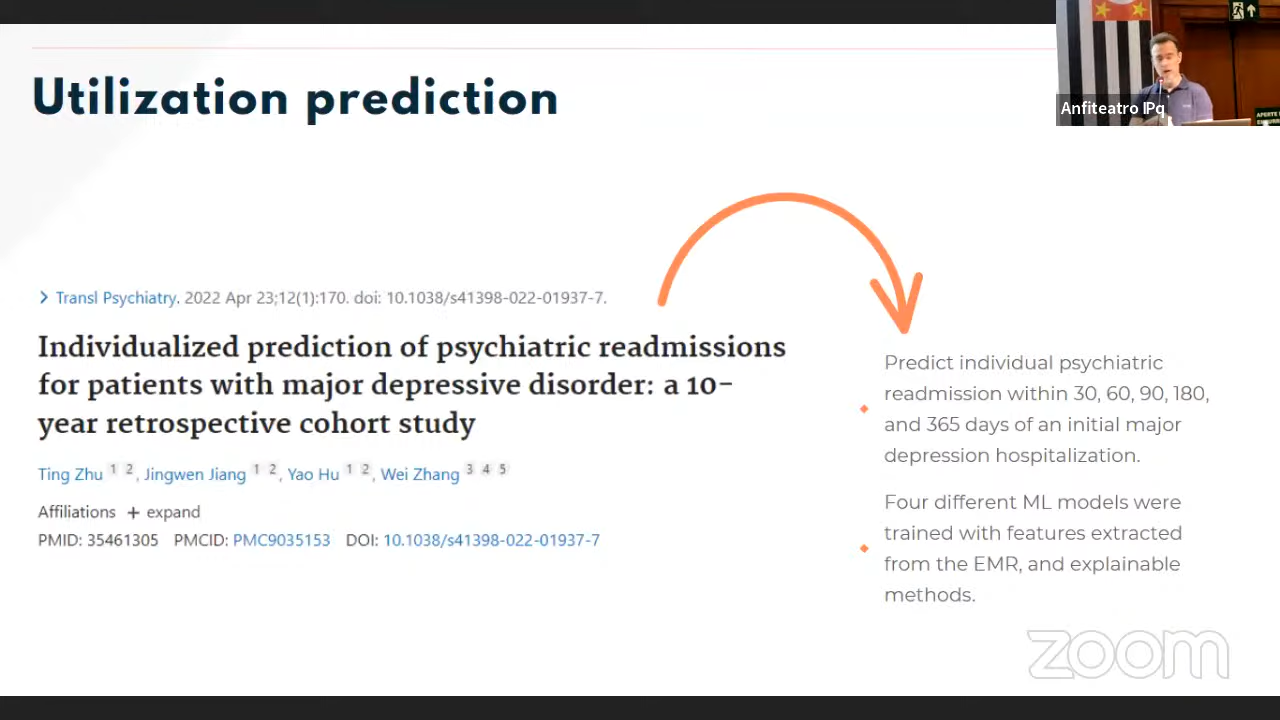 Utilization prediction
Anfiteatro IPq
> Transl Psychiatry. 2022 Apr 23;12(1):170. doi: 10.1038/s41398-022-01937-7.
Individualized prediction of psychiatric readmissions
for patients with major depressive disorder: a 10-
year retrospective cohort study
Ting Zhu 1 2, Jingwen Jiang 1 2, Yao Hu 1 2, Wei Zhang 3 4 5
Affiliations + expand
PMID: 35461305 PMCID: PMC9035153 DOI: 10.1038/s41398-022-01937-7
Predict individual psychiatric
readmission within 30, 60, 90, 180,
and 365 days of an initial major
depression hospitalization.
Four different ML models were
trained with features extracted
from the EMR, and explainable
methods.
zoom